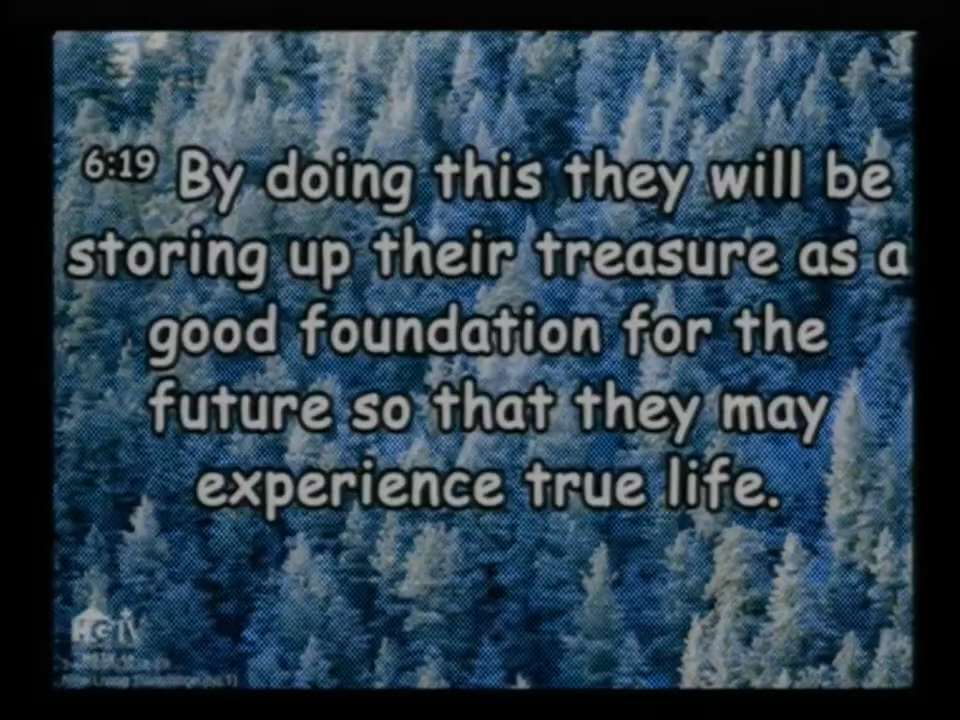 6:19 By doing this they will be
storing up their treasure as a
good foundation for the
future so that they may
experience true life.
HGTV